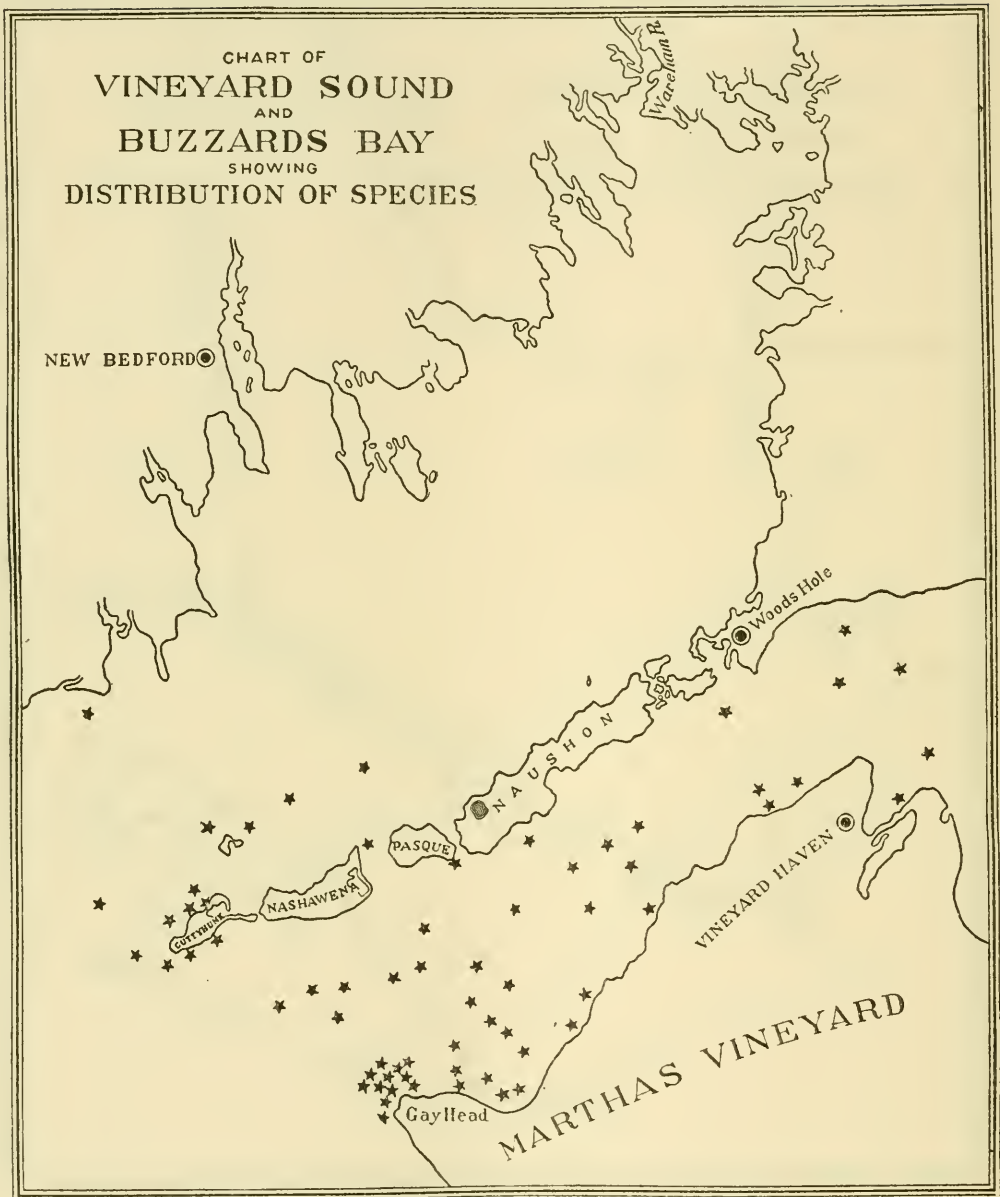 CHART OF
VINEYARD SOUND
AND
BUZZARDS BAY
SHOWING
DISTRIBUTION OF SPECIES
Wareham R.
NEW BEDFORD
Woods Hole
NAUSHON
PASQUE
NASHAWENA
CUTTYHUNK
VINEYARD HAVEN
MARTHAS VINEYARD
Gay Head